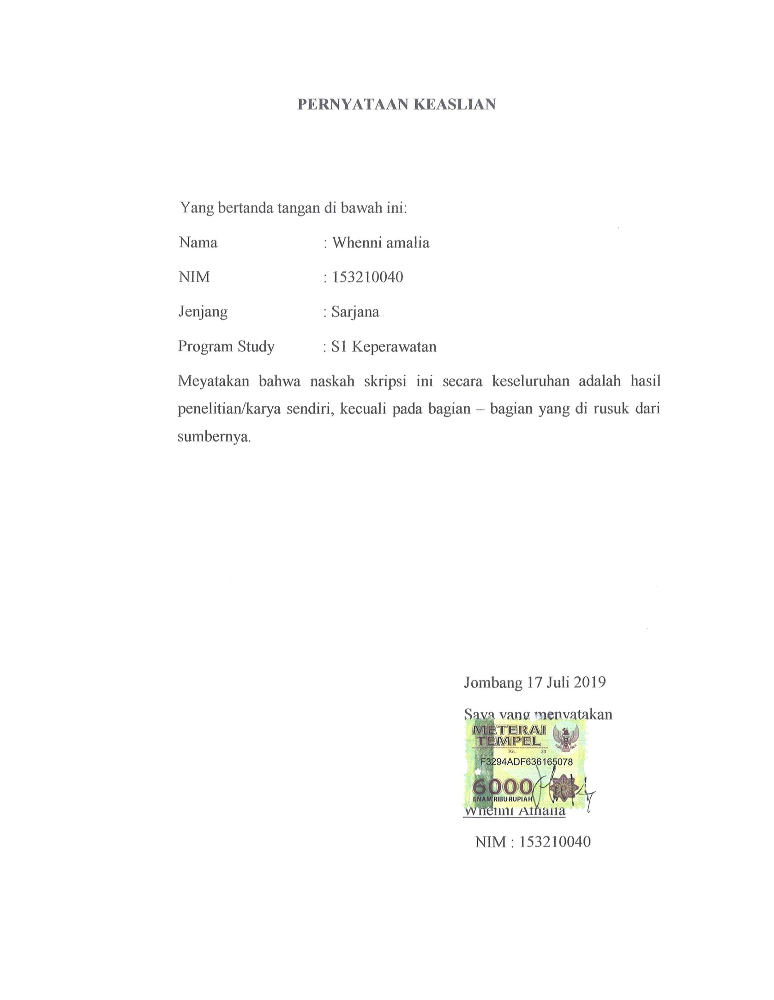 PERNYATAAN KEASLIAN
Yang bertanda tangan di bawah ini:
Nama : Whenni amalia
NIM : 153210040
Jenjang : Sarjana
Program Study : S1 Keperawatan
Meyatakan bahwa naskah skripsi ini secara keseluruhan adalah hasil
penelitian/karya sendiri, kecuali pada bagian – bagian yang di rusuk dari
sumbernya.
Jombang 17 Juli 2019
Saya yang menyatakan
METERAI
TEMPEL
TGL. 20
F3294ADF636165078
6000
ENAM RIBU RUPIAH
Whenni Amalia
NIM : 153210040